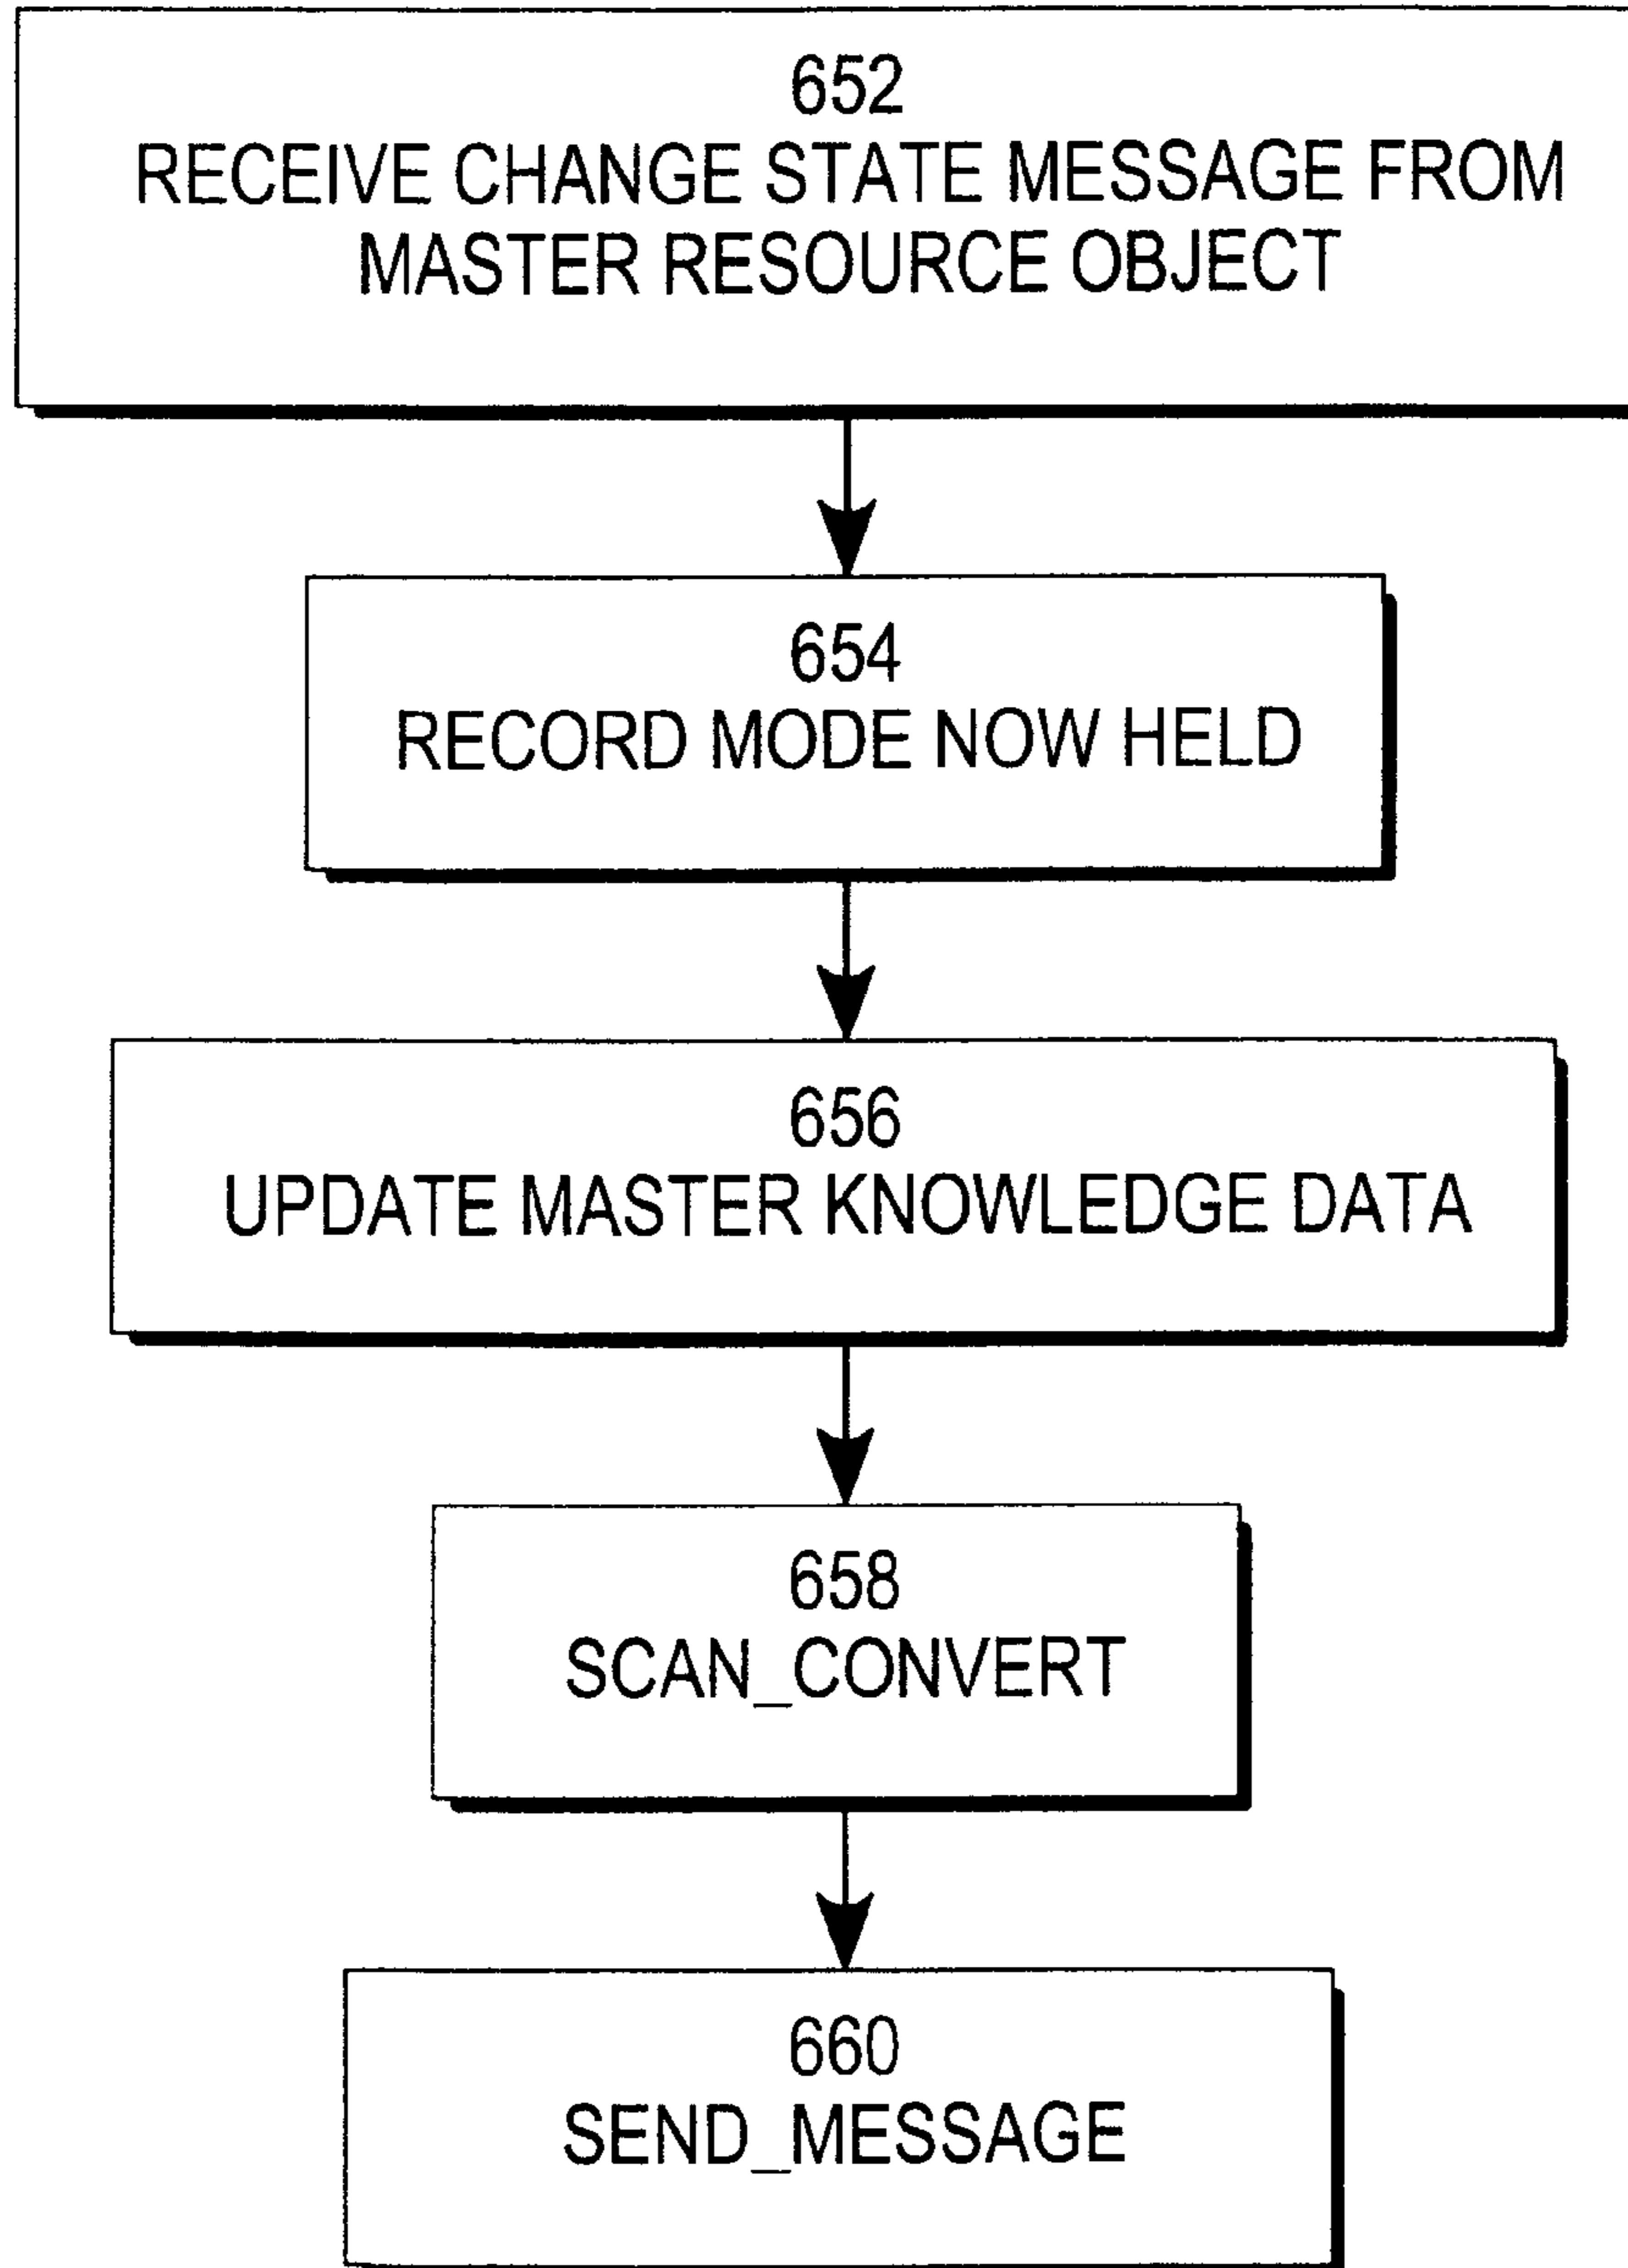 652
RECEIVE CHANGE STATE MESSAGE FROM
MASTER RESOURCE OBJECT
654
RECORD MODE NOW HELD
656
UPDATE MASTER KNOWLEDGE DATA
658
SCAN_CONVERT
660
SEND_MESSAGE